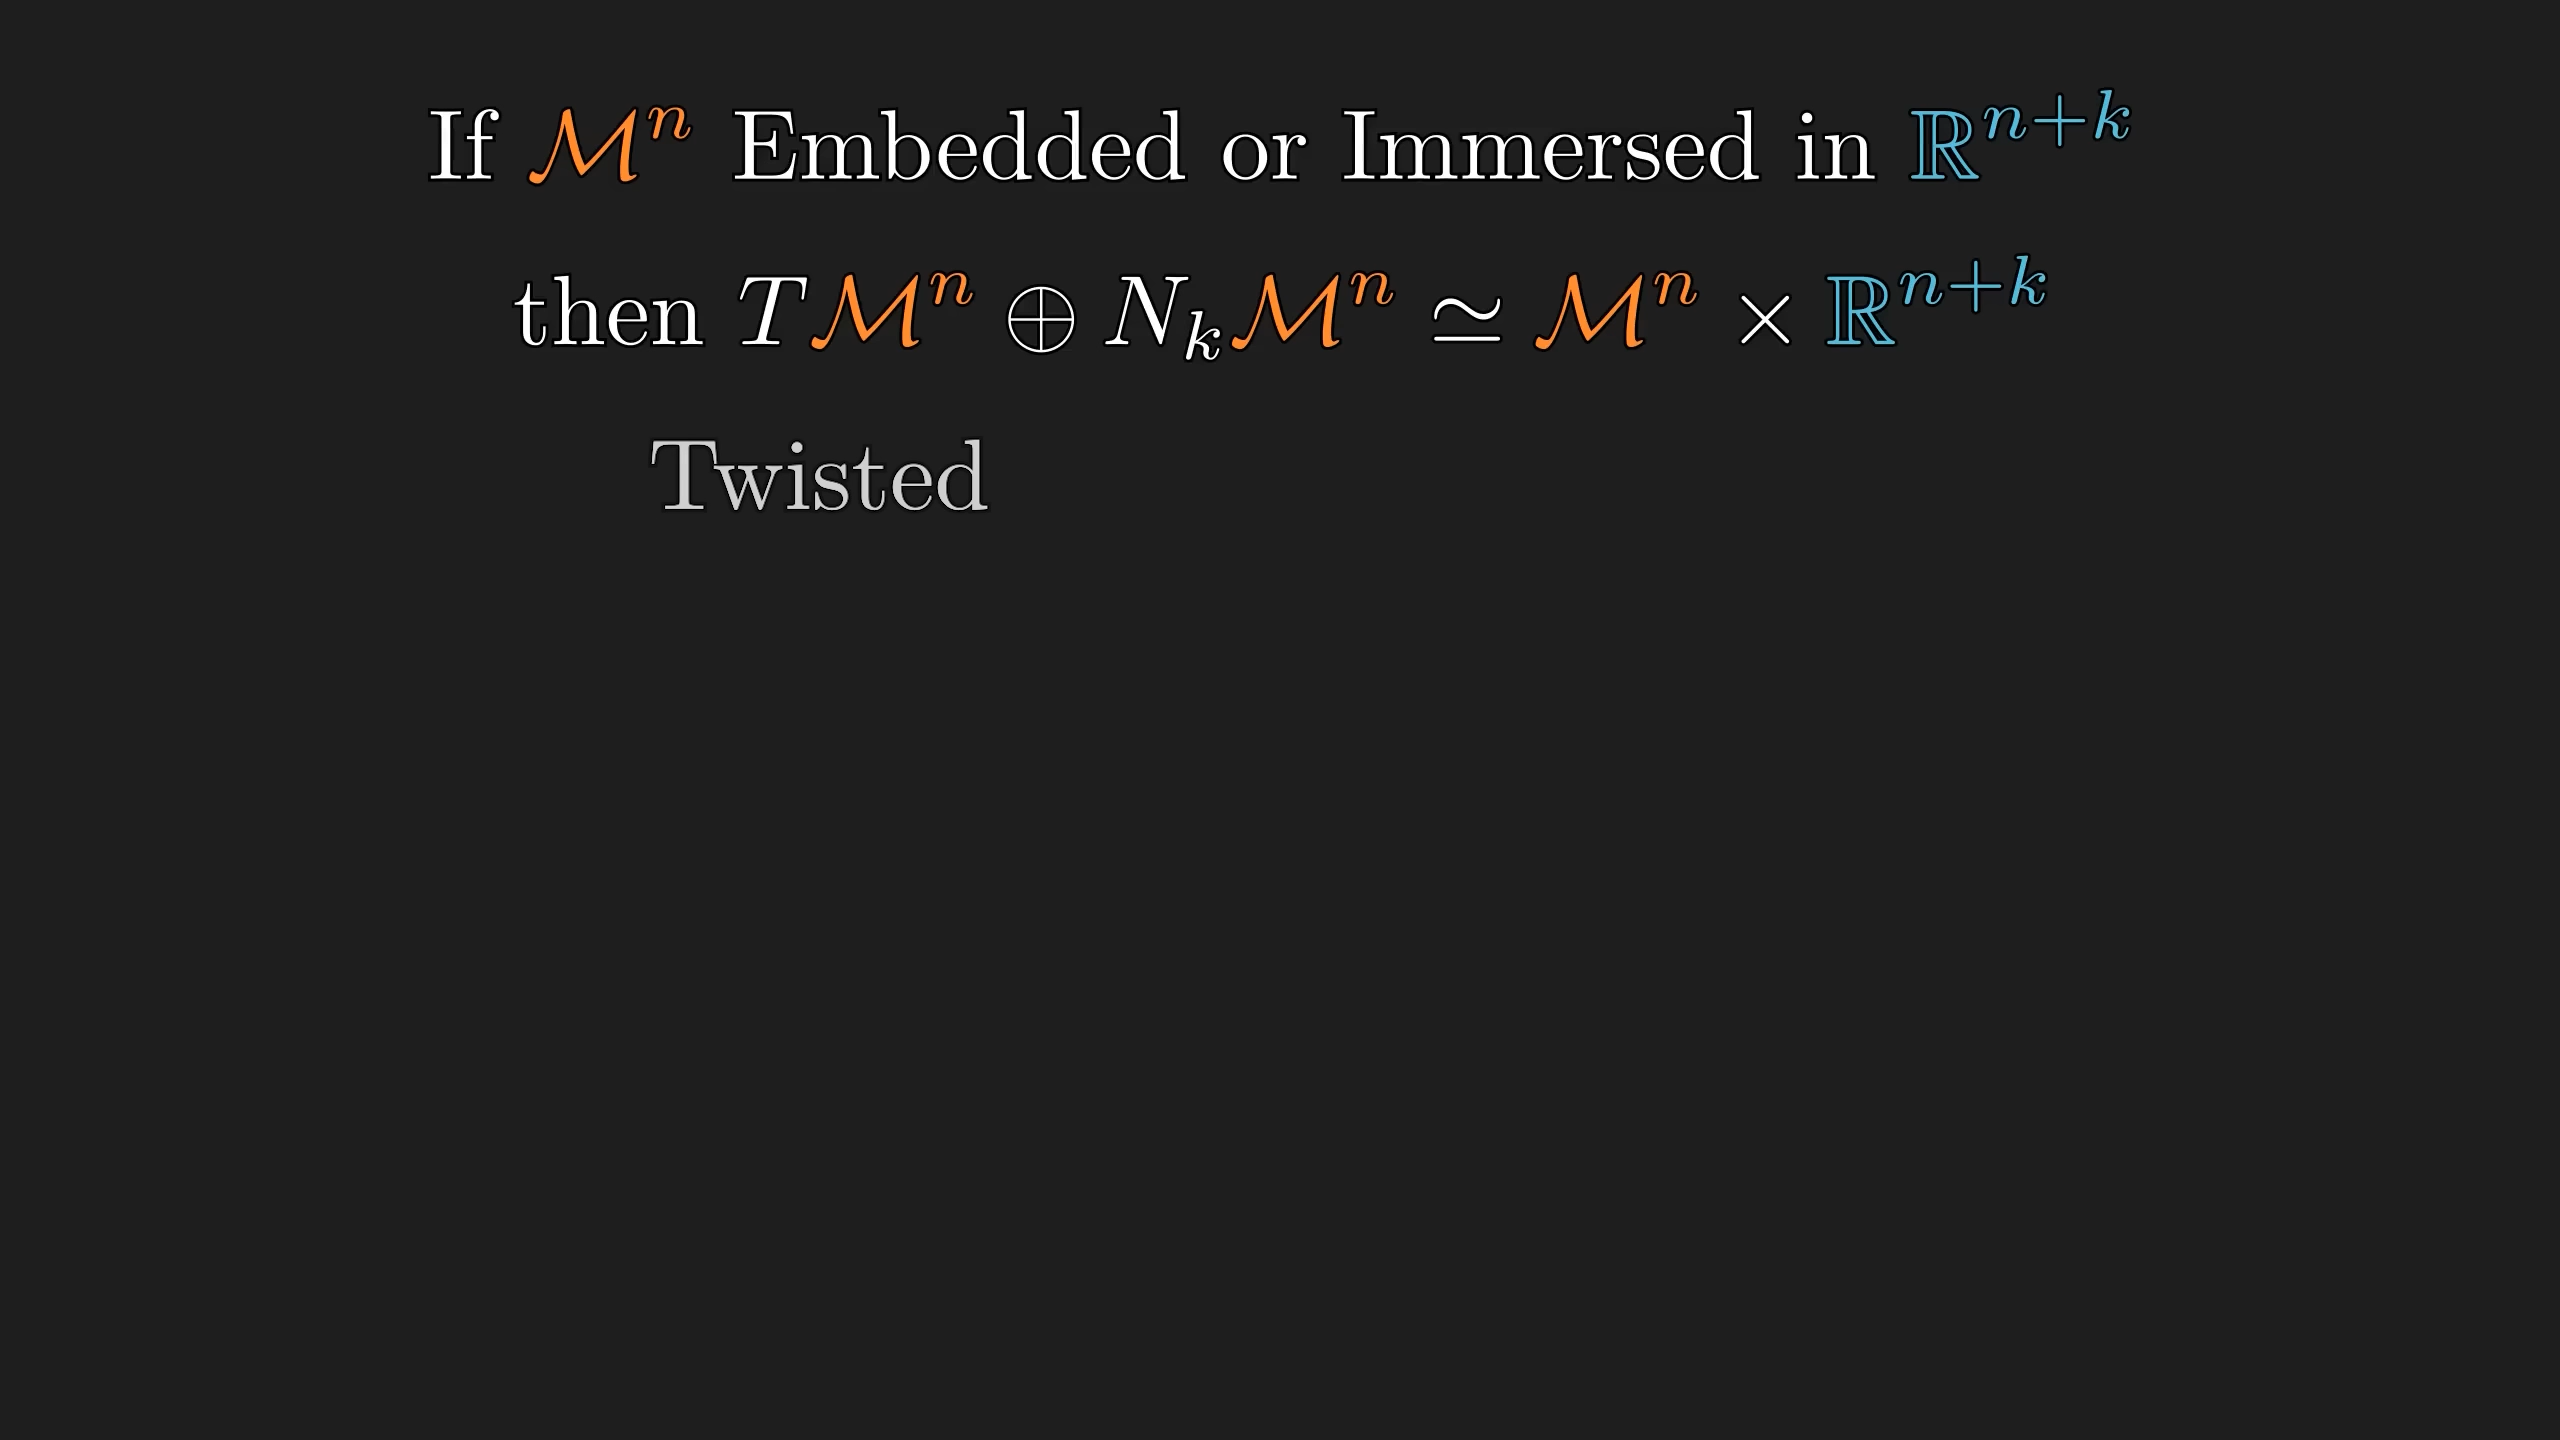 If ℳⁿ Embedded or Immersed in ℝⁿ⁺ᵏ
then Tℳⁿ ⊕ Nₖℳⁿ ≃ ℳⁿ × ℝⁿ⁺ᵏ
Twisted